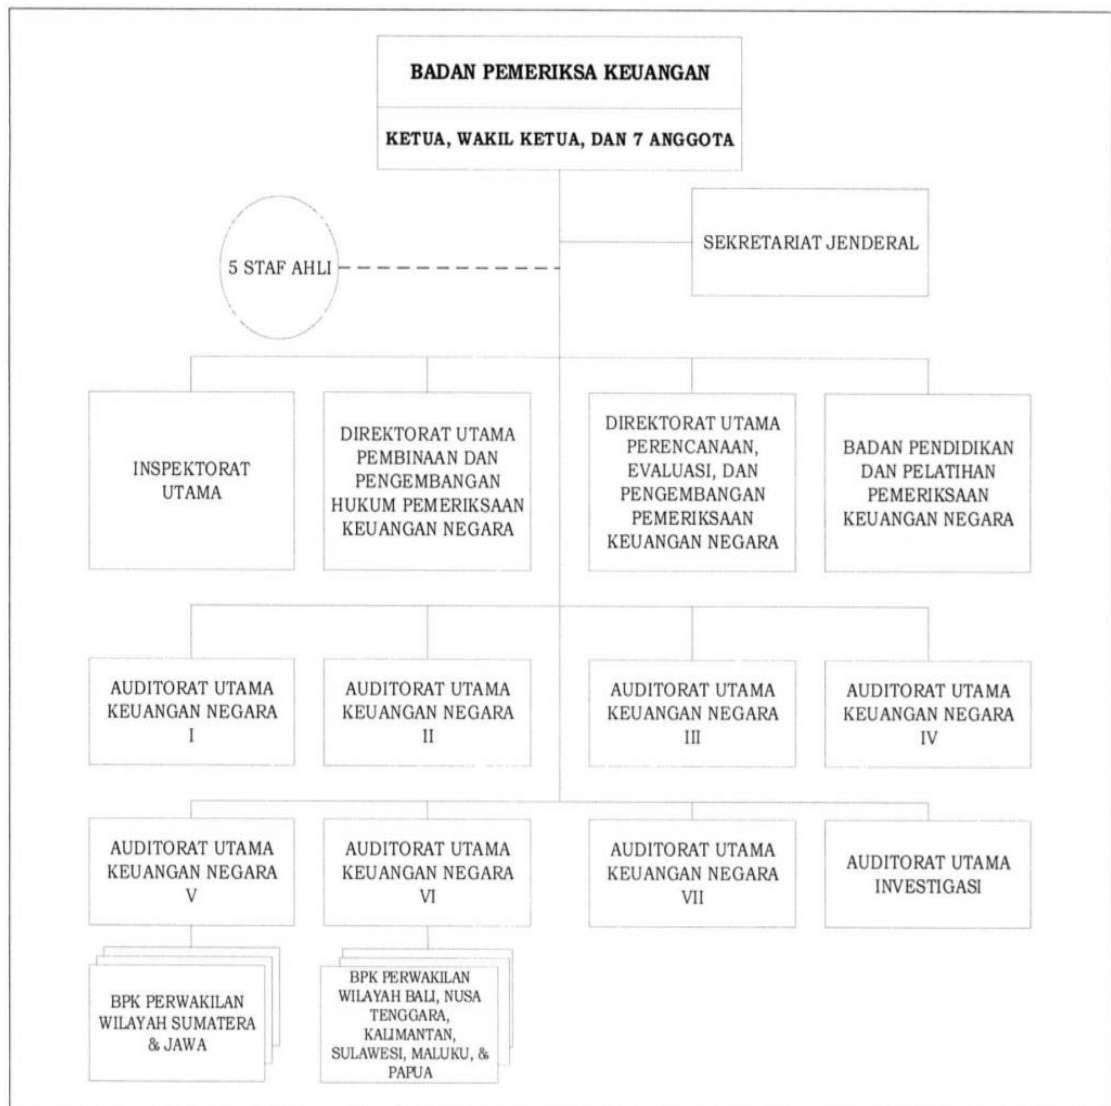 BADAN PEMERIKSA KEUANGAN
KETUA, WAKIL KETUA, DAN 7 ANGGOTA
5 STAF AHLI
SEKRETARIAT JENDERAL
INSPEKTORAT
UTAMA
DIREKTORAT UTAMA
PEMBINAAN DAN
PENGEMBANGAN
HUKUM PEMERIKSAAN
KEUANGAN NEGARA
DIREKTORAT UTAMA
PERENCANAAN,
EVALUASI, DAN
PENGEMBANGAN
PEMERIKSAAN
KEUANGAN NEGARA
BADAN PENDIDIKAN
DAN PELATIHAN
PEMERIKSAAN
KEUANGAN NEGARA
AUDITORAT UTAMA
KEUANGAN NEGARA
I
AUDITORAT UTAMA
KEUANGAN NEGARA
II
AUDITORAT UTAMA
KEUANGAN NEGARA
III
AUDITORAT UTAMA
KEUANGAN NEGARA
IV
AUDITORAT UTAMA
KEUANGAN NEGARA
V
AUDITORAT UTAMA
KEUANGAN NEGARA
VI
AUDITORAT UTAMA
KEUANGAN NEGARA
VII
AUDITORAT UTAMA
INVESTIGASI
BPK PERWAKILAN
WILAYAH SUMATERA
& JAWA
BPK PERWAKILAN
WILAYAH BALI, NUSA
TENGGARA,
KALIMANTAN,
SULAWESI, MALUKU, &
PAPUA